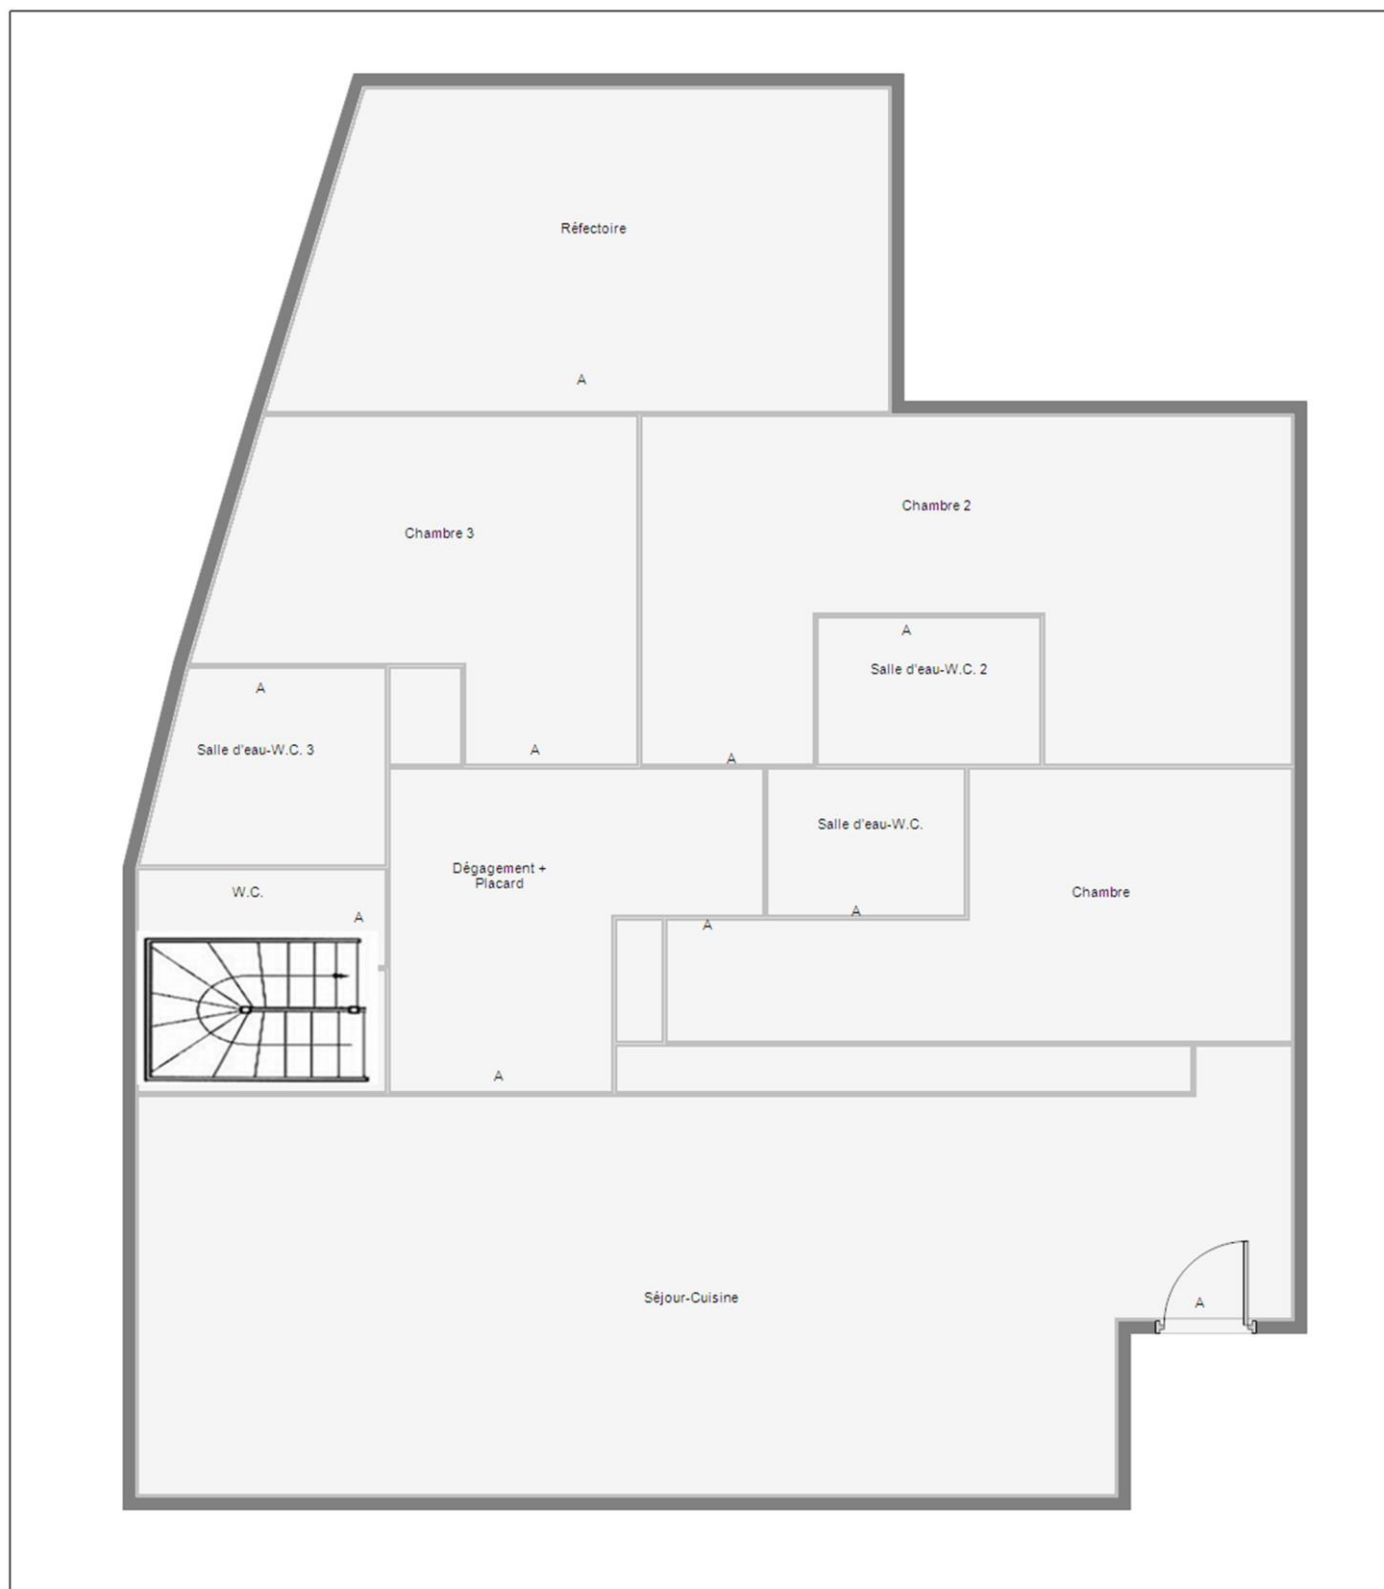 Réfectoire
A
Chambre 2
Chambre 3
A
Salle d'eau-W.C. 2
A
Salle d'eau-W.C. 3
A
A
Salle d'eau-W.C.
Dégagement +
Placard
W.C.
Chambre
A
A
A
A
Séjour-Cuisine
A